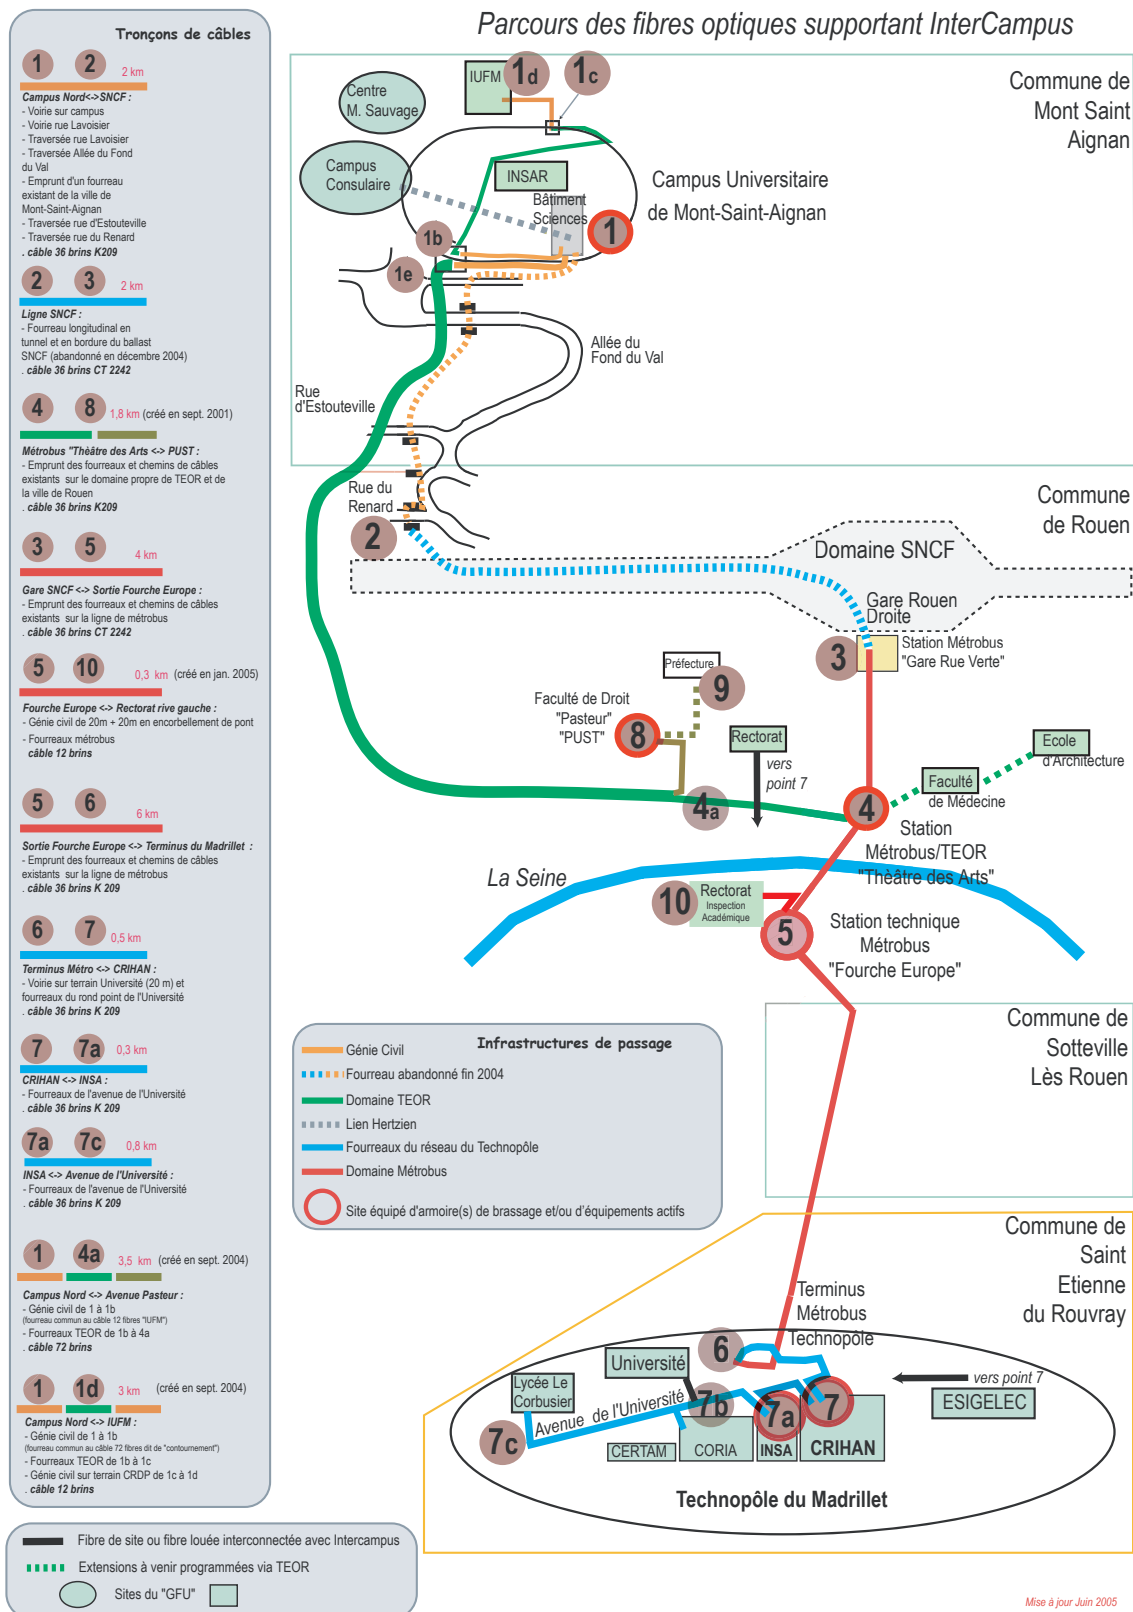 Parcours des fibres optiques supportant InterCampus
Tronçons de câbles
1 2 2 km
Campus Nord<->SNCF :
- Voirie sur campus
- Voirie rue Lavoisier
- Traversée rue Lavoisier
- Traversée Allée du Fond
du Val
- Emprunt d'un fourreau
existant de la ville de
Mont-Saint-Aignan
- Traversée rue d'Estouteville
- Traversée rue du Renard
. câble 36 brins K209
2 3 2 km
Ligne SNCF :
- Fourreau longitudinal en
tunnel et en bordure du ballast
SNCF (abandonné en décembre 2004)
. câble 36 brins CT 2242
4 8 1,8 km (créé en sept. 2001)
Métrobus "Thèâtre des Arts <-> PUST :
- Emprunt des fourreaux et chemins de câbles
existants sur le domaine propre de TEOR et de
la ville de Rouen
. câble 36 brins K209
3 5 4 km
Gare SNCF <-> Sortie Fourche Europe :
- Emprunt des fourreaux et chemins de câbles
existants sur la ligne de métrobus
. câble 36 brins CT 2242
5 10 0,3 km (créé en jan. 2005)
Fourche Europe <-> Rectorat rive gauche :
- Génie civil de 20m + 20m en encorbellement de pont
- Fourreaux métrobus
câble 12 brins
5 6 6 km
Sortie Fourche Europe <-> Terminus du Madrillet :
- Emprunt des fourreaux et chemins de câbles
existants sur la ligne de métrobus
. câble 36 brins K 209
6 7 0,5 km
Terminus Métro <-> CRIHAN :
- Voirie sur terrain Université (20 m) et
fourreaux du rond point de l'Université
. câble 36 brins K 209
7 7a 0,3 km
CRIHAN <-> INSA :
- Fourreaux de l'avenue de l'Université
. câble 36 brins K 209
7a 7c 0,8 km
INSA <-> Avenue de l'Université :
- Fourreaux de l'avenue de l'Université
. câble 36 brins K 209
1 4a 3,5 km (créé en sept. 2004)
Campus Nord <-> Avenue Pasteur :
- Génie civil de 1 à 1b
(fourreau commun au câble 12 fibres "IUFM")
- Fourreaux TEOR de 1b à 4a
. câble 72 brins
1 1d 3 km (créé en sept. 2004)
Campus Nord <-> IUFM :
- Génie civil de 1 à 1b
(fourreau commun au câble 72 fibres dit de "contournement")
- Fourreaux TEOR de 1b à 1c
- Génie civil sur terrain CRDP de 1c à 1d
. câble 12 brins
Fibre de site ou fibre louée interconnectée avec Intercampus
Extensions à venir programmées via TEOR
Sites du "GFU"
Commune de
Mont Saint
Aignan
IUFM
1d
1c
Centre
M. Sauvage
Campus
Consulaire
INSAR
Bâtiment
Sciences
1
Campus Universitaire
de Mont-Saint-Aignan
1b
1e
Allée du
Fond du Val
Rue
d'Estouteville
Rue du
Renard
2
Commune
de Rouen
Domaine SNCF
Gare Rouen
Droite
3
Station Métrobus
"Gare Rue Verte"
Préfecture
9
Faculté de Droit
"Pasteur"
"PUST"
8
Rectorat
vers
point 7
Ecole
d'Architecture
Faculté
de Médecine
4a
4
Station
Métrobus/TEOR
"Thèâtre des Arts"
La Seine
10
Rectorat
Inspection
Académique
5
Station technique
Métrobus
"Fourche Europe"
Commune de
Sotteville
Lès Rouen
Infrastructures de passage
Génie Civil
Fourreau abandonné fin 2004
Domaine TEOR
Lien Hertzien
Fourreaux du réseau du Technopôle
Domaine Métrobus
Site équipé d'armoire(s) de brassage et/ou d'équipements actifs
Commune de
Saint
Etienne
du Rouvray
Terminus
Métrobus
Technopôle
6
Université
Lycée Le
Corbusier
Avenue de l'Université
7b
7a
7
7c
vers point 7
ESIGELEC
CERTAM
CORIA
INSA
CRIHAN
Technopôle du Madrillet
Mise à jour Juin 2005